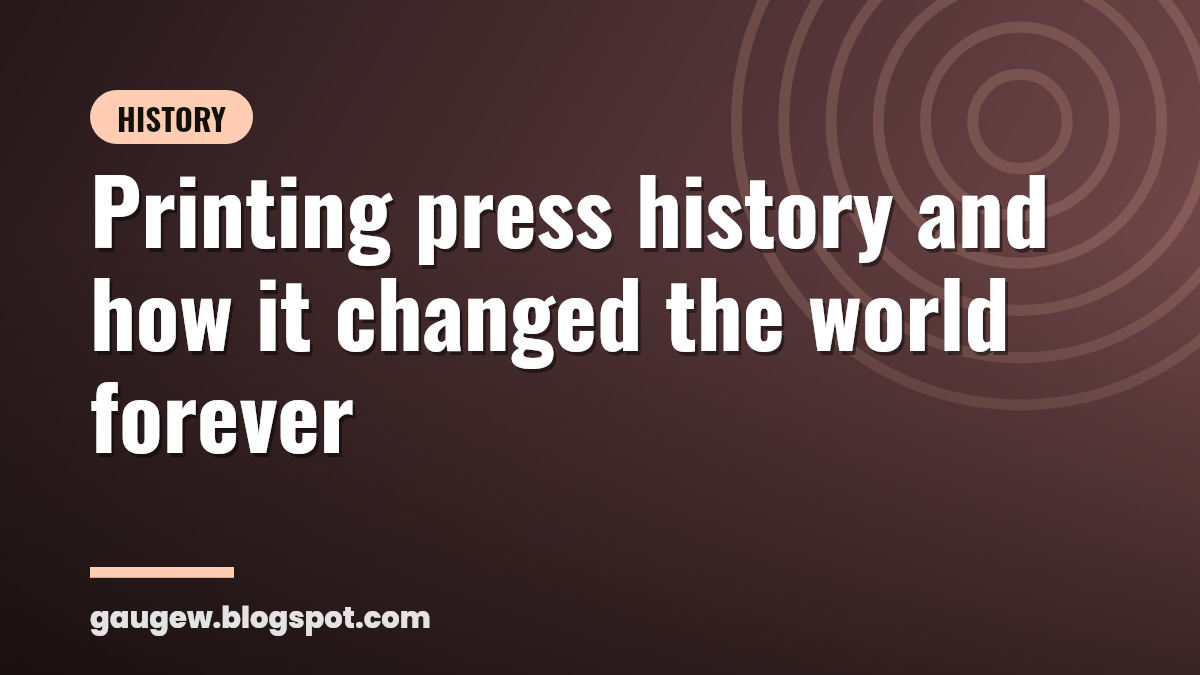 HISTORY
Printing press history and
how it changed the world
forever
gaugew.blogspot.com